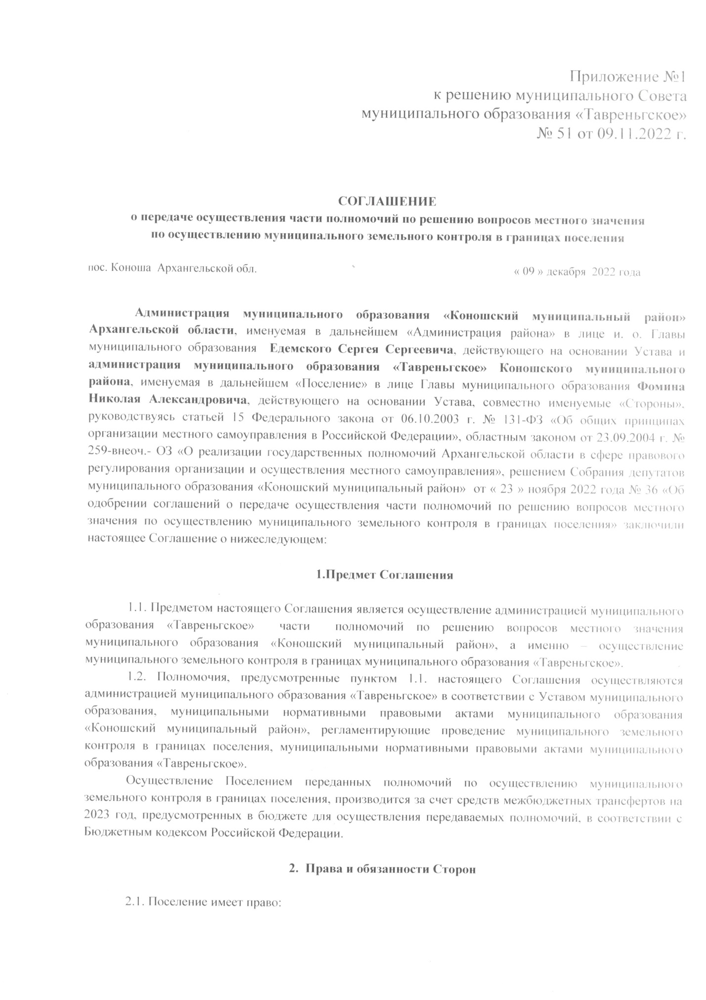 Приложение №1
к решению муниципального Совета
муниципального образования «Тавреньгское»
№ 51 от 09.11.2022 г.
СОГЛАШЕНИЕ
о передаче осуществления части полномочий по решению вопросов местного значения
по осуществлению муниципального земельного контроля в границах поселения
пос. Коноша Архангельской обл. « 09 » декабря 2022 года
Администрация муниципального образования «Коношский муниципальный район»
Архангельской области, именуемая в дальнейшем «Администрация района» в лице и. о. Главы
муниципального образования Едемского Сергея Сергеевича, действующего на основании Устава и
администрация муниципального образования «Тавреньгское» Коношского муниципального
района, именуемая в дальнейшем «Поселение» в лице Главы муниципального образования Фомина
Николая Александровича, действующего на основании Устава, совместно именуемые «Стороны»,
руководствуясь статьей 15 Федерального закона от 06.10.2003 г. № 131-ФЗ «Об общих принципах
организации местного самоуправления в Российской Федерации», областным законом от 23.09.2004 г. №
259-внеоч.- ОЗ «О реализации государственных полномочий Архангельской области в сфере правового
регулирования организации и осуществления местного самоуправления», решением Собрания депутатов
муниципального образования «Коношский муниципальный район» от « 23 » ноября 2022 года № 36 «Об
одобрении соглашений о передаче осуществления части полномочий по решению вопросов местного
значения по осуществлению муниципального земельного контроля в границах поселения» заключили
настоящее Соглашение о нижеследующем:
1.Предмет Соглашения
1.1. Предметом настоящего Соглашения является осуществление администрацией муниципального
образования «Тавреньгское» части полномочий по решению вопросов местного значения
муниципального образования «Коношский муниципальный район», а именно – осуществление
муниципального земельного контроля в границах муниципального образования «Тавреньгское».
1.2. Полномочия, предусмотренные пунктом 1.1. настоящего Соглашения осуществляются
администрацией муниципального образования «Тавреньгское» в соответствии с Уставом муниципального
образования, муниципальными нормативными правовыми актами муниципального образования
«Коношский муниципальный район», регламентирующие проведение муниципального земельного
контроля в границах поселения, муниципальными нормативными правовыми актами муниципального
образования «Тавреньгское».
Осуществление Поселением переданных полномочий по осуществлению муниципального
земельного контроля в границах поселения, производится за счет средств межбюджетных трансфертов на
2023 год, предусмотренных в бюджете для осуществления передаваемых полномочий, в соответствии с
Бюджетным кодексом Российской Федерации.
2. Права и обязанности Сторон
2.1. Поселение имеет право: